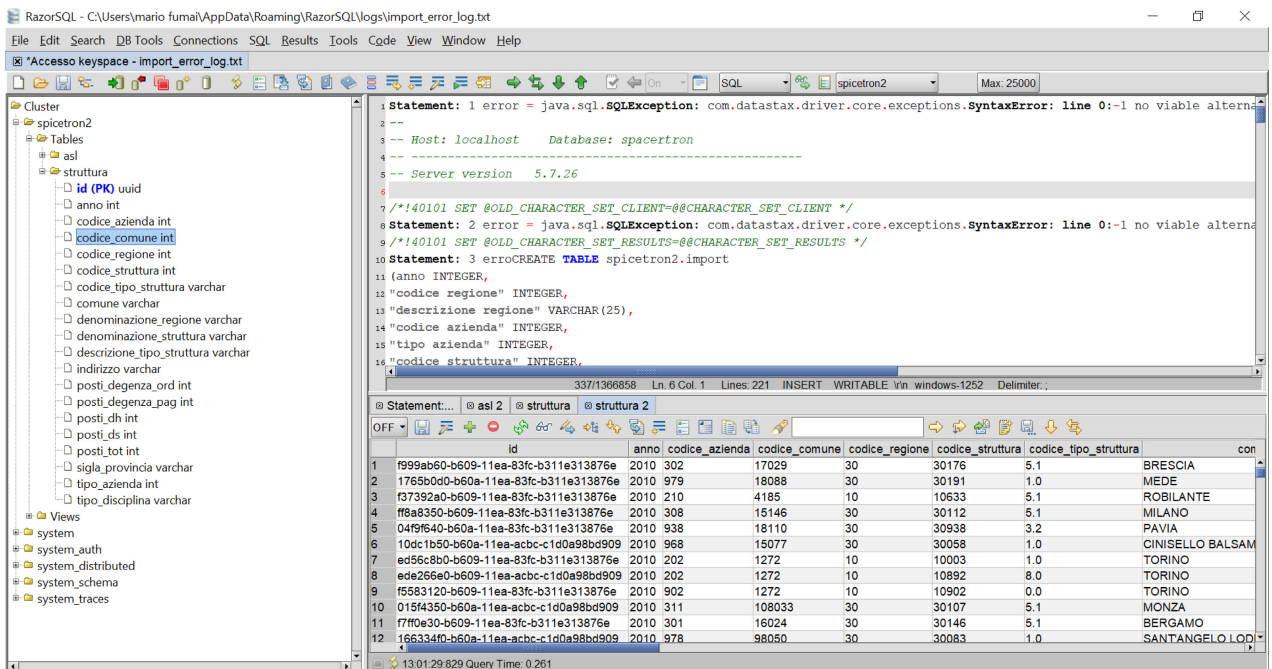 RazorSQL - C:\Users\mario fumai\AppData\Roaming\RazorSQL\logs\import_error_log.txt
File Edit Search DB Tools Connections SQL Results Tools Code View Window Help
*Accesso keyspace - import_error_log.txt
On SQL spicetron2 Max: 25000
Cluster
spicetron2
Tables
asl
struttura
id (PK) uuid
anno int
codice_azienda int
codice_comune int
codice_regione int
codice_struttura int
codice_tipo_struttura varchar
comune varchar
denominazione_regione varchar
denominazione_struttura varchar
descrizione_tipo_struttura varchar
indirizzo varchar
posti_degenza_ord int
posti_degenza_pag int
posti_dh int
posti_ds int
posti_tot int
sigla_provincia varchar
tipo_azienda int
tipo_disciplina varchar
Views
system
system_auth
system_distributed
system_schema
system_traces
1 Statement: 1 error = java.sql.SQLException: com.datastax.driver.core.exceptions.SyntaxError: line 0:-1 no viable alterna
2 --
3 -- Host: localhost    Database: spacertron
4 -- ------------------------------------------------------
5 -- Server version   5.7.26
6
7 /*!40101 SET @OLD_CHARACTER_SET_CLIENT=@@CHARACTER_SET_CLIENT */
8 Statement: 2 error = java.sql.SQLException: com.datastax.driver.core.exceptions.SyntaxError: line 0:-1 no viable alterna
9 /*!40101 SET @OLD_CHARACTER_SET_RESULTS=@@CHARACTER_SET_RESULTS */
10 Statement: 3 erroCREATE TABLE spicetron2.import
11 (anno INTEGER,
12 "codice regione" INTEGER,
13 "descrizione regione" VARCHAR(25),
14 "codice azienda" INTEGER,
15 "tipo azienda" INTEGER,
16 "codice struttura" INTEGER,
337/1366858 Ln. 6 Col. 1 Lines: 221 INSERT WRITABLE \r\n windows-1252 Delimiter: ;
Statement:... asl 2 struttura struttura 2
OFF
id anno codice_azienda codice_comune codice_regione codice_struttura codice_tipo_struttura con
1 f999ab60-b609-11ea-83fc-b311e313876e 2010 302 17029 30 30176 5.1 BRESCIA
2 1765b0d0-b60a-11ea-83fc-b311e313876e 2010 979 18088 30 30191 1.0 MEDE
3 f37392a0-b609-11ea-83fc-b311e313876e 2010 210 4185 10 10633 5.1 ROBILANTE
4 ff8a8350-b609-11ea-83fc-b311e313876e 2010 308 15146 30 30112 5.1 MILANO
5 04f9f640-b60a-11ea-83fc-b311e313876e 2010 938 18110 30 30938 3.2 PAVIA
6 10dc1b50-b60a-11ea-acbc-c1d0a98bd909 2010 968 15077 30 30058 1.0 CINISELLO BALSAM
7 ed56c8b0-b609-11ea-83fc-b311e313876e 2010 202 1272 10 10003 1.0 TORINO
8 ede266e0-b609-11ea-acbc-c1d0a98bd909 2010 202 1272 10 10892 8.0 TORINO
9 f5583120-b609-11ea-83fc-b311e313876e 2010 902 1272 10 10902 0.0 TORINO
10 015f4350-b60a-11ea-acbc-c1d0a98bd909 2010 311 108033 30 30107 5.1 MONZA
11 f7ff0e30-b609-11ea-83fc-b311e313876e 2010 301 16024 30 30146 5.1 BERGAMO
12 166334f0-b60a-11ea-acbc-c1d0a98bd909 2010 978 98050 30 30083 1.0 SANT'ANGELO LODI
13:01:29:829 Query Time: 0.261